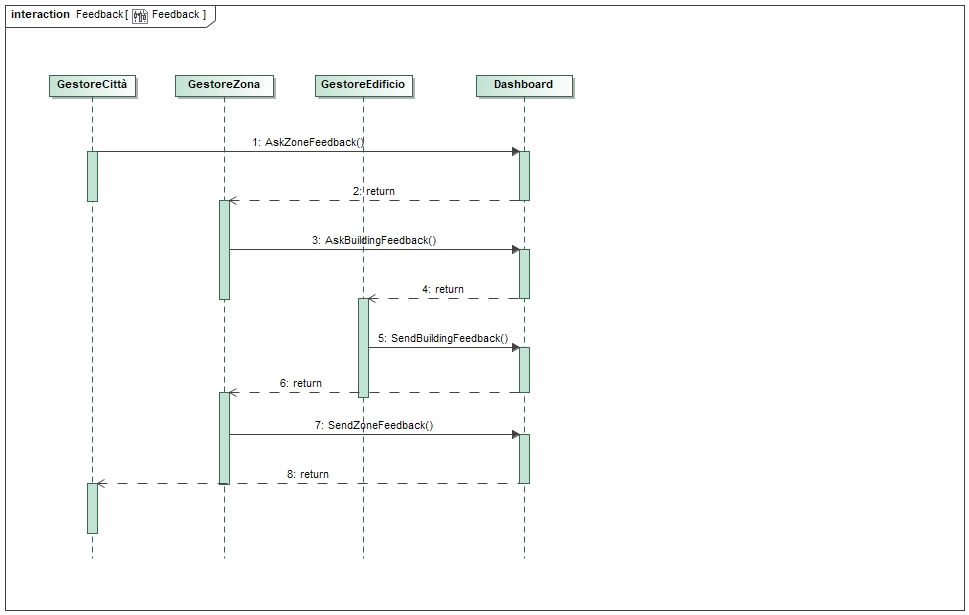 interaction Feedback[ Feedback ]
GestoreCittà
GestoreZona
GestoreEdificio
Dashboard
1: AskZoneFeedback()
2: return
3: AskBuildingFeedback()
4: return
5: SendBuildingFeedback()
6: return
7: SendZoneFeedback()
8: return